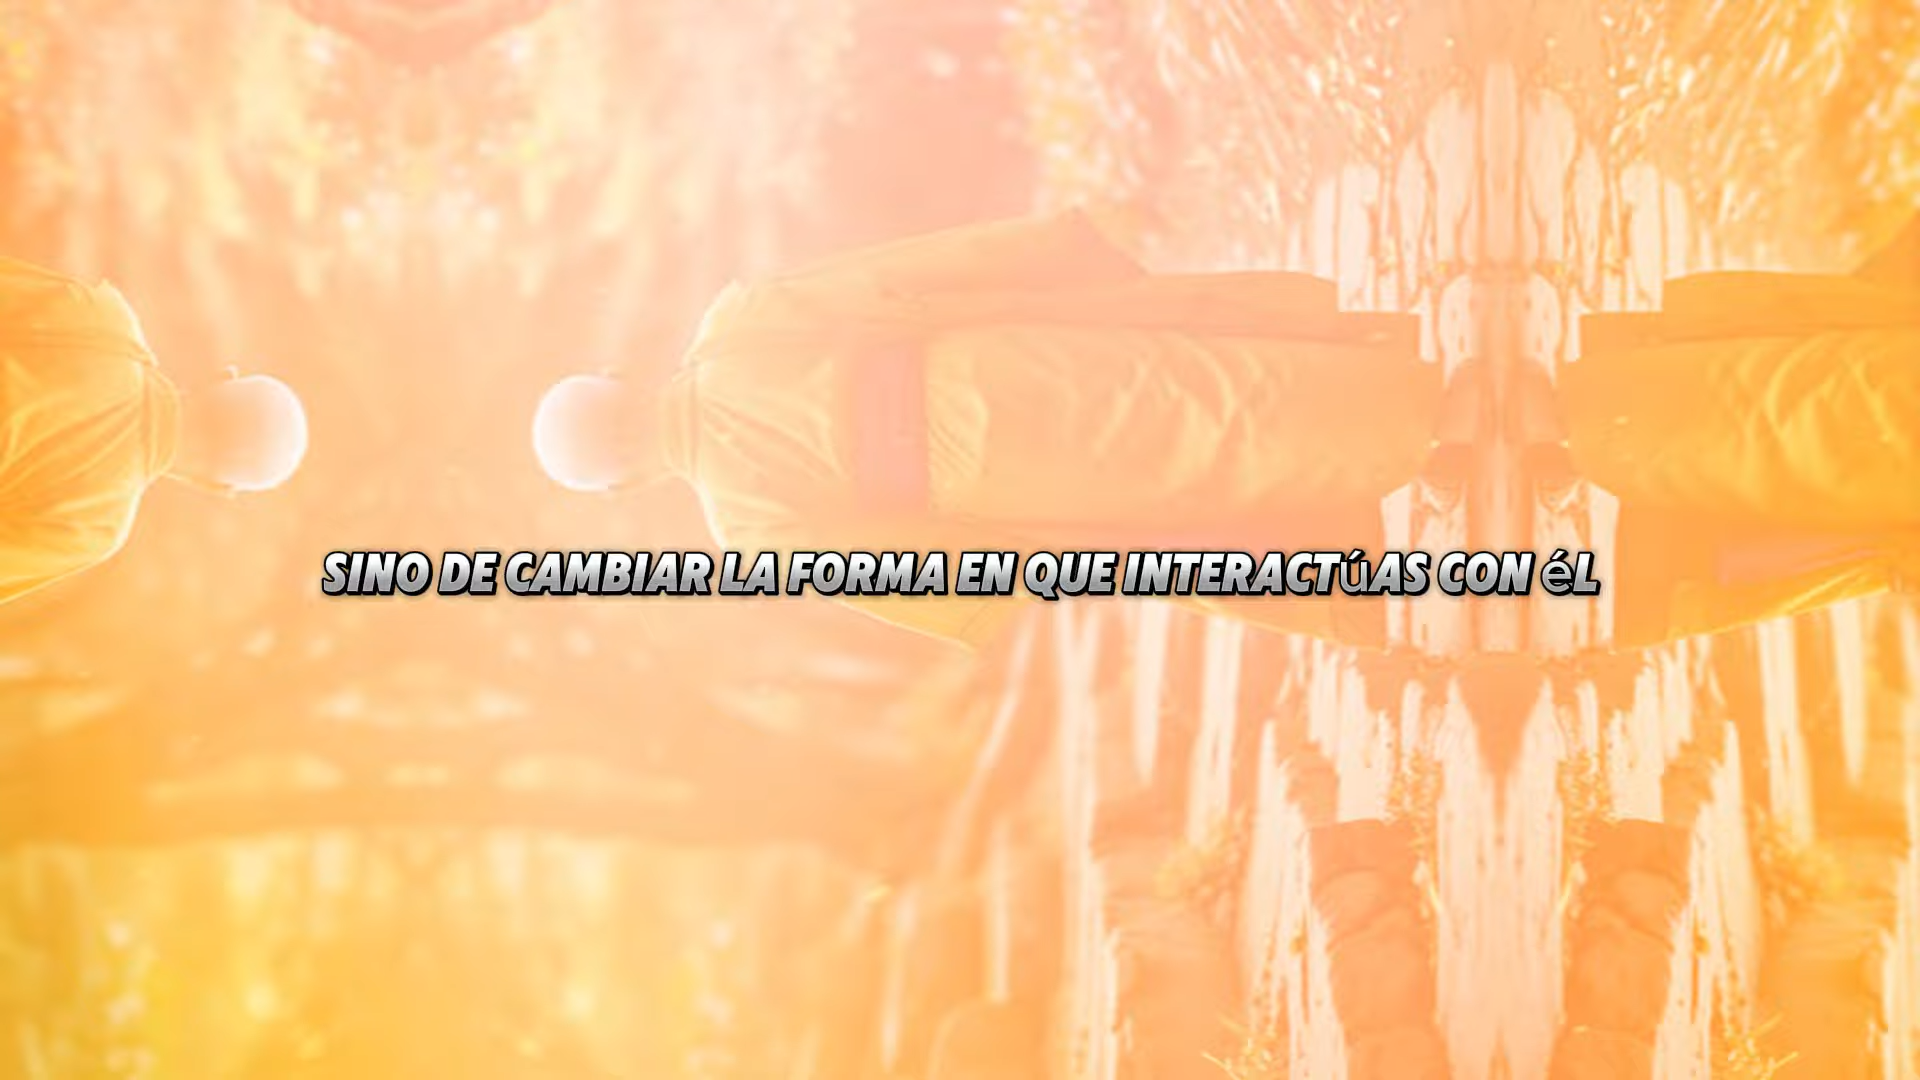 SINO DE CAMBIAR LA FORMA EN QUE INTERACTúAS CON éL